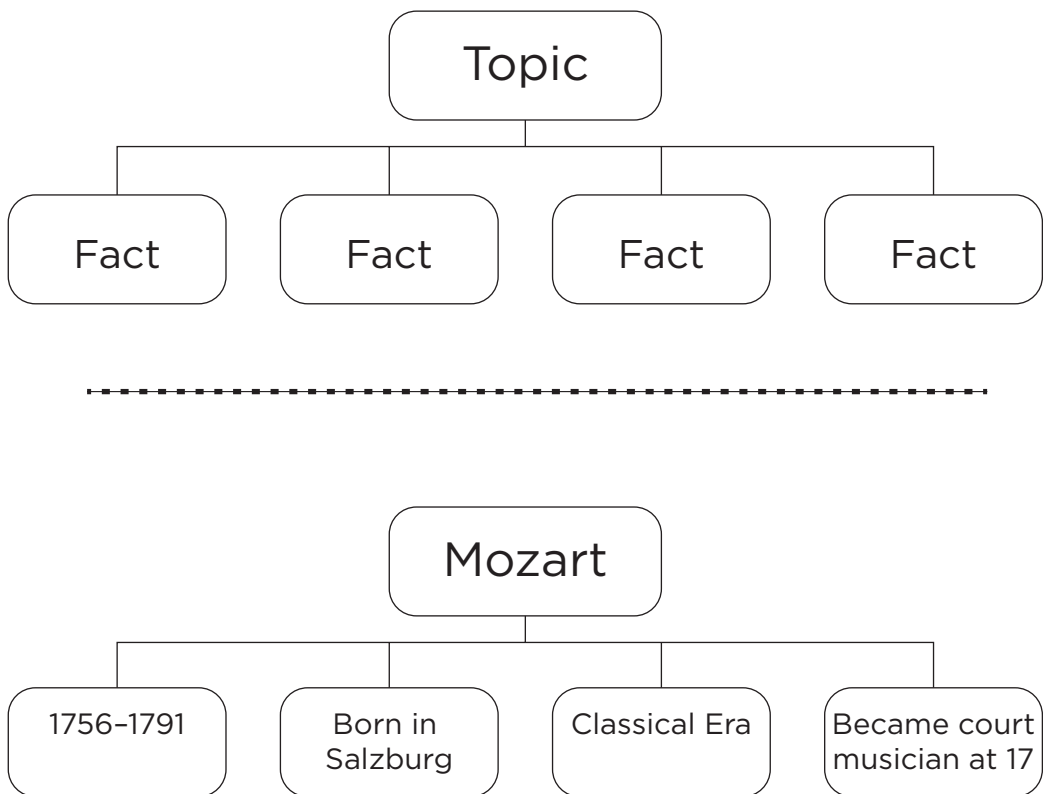 Topic
Fact
Fact
Fact
Fact
Mozart
1756–1791
Born in
Salzburg
Classical Era
Became court
musician at 17